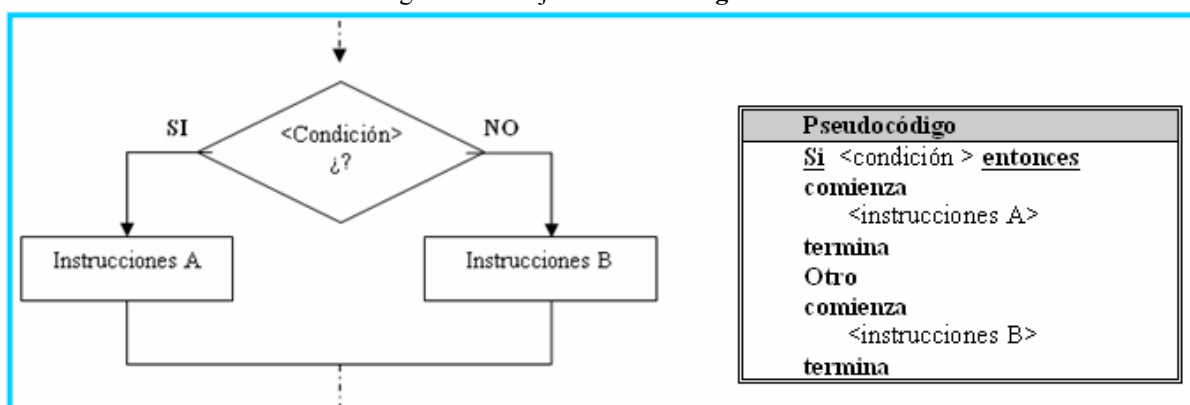 SI
<Condición>
NO
¿?
Instrucciones A
Instrucciones B
Pseudocódigo
Si <condición > entonces
comienza
<instrucciones A>
termina
Otro
comienza
<instrucciones B>
termina